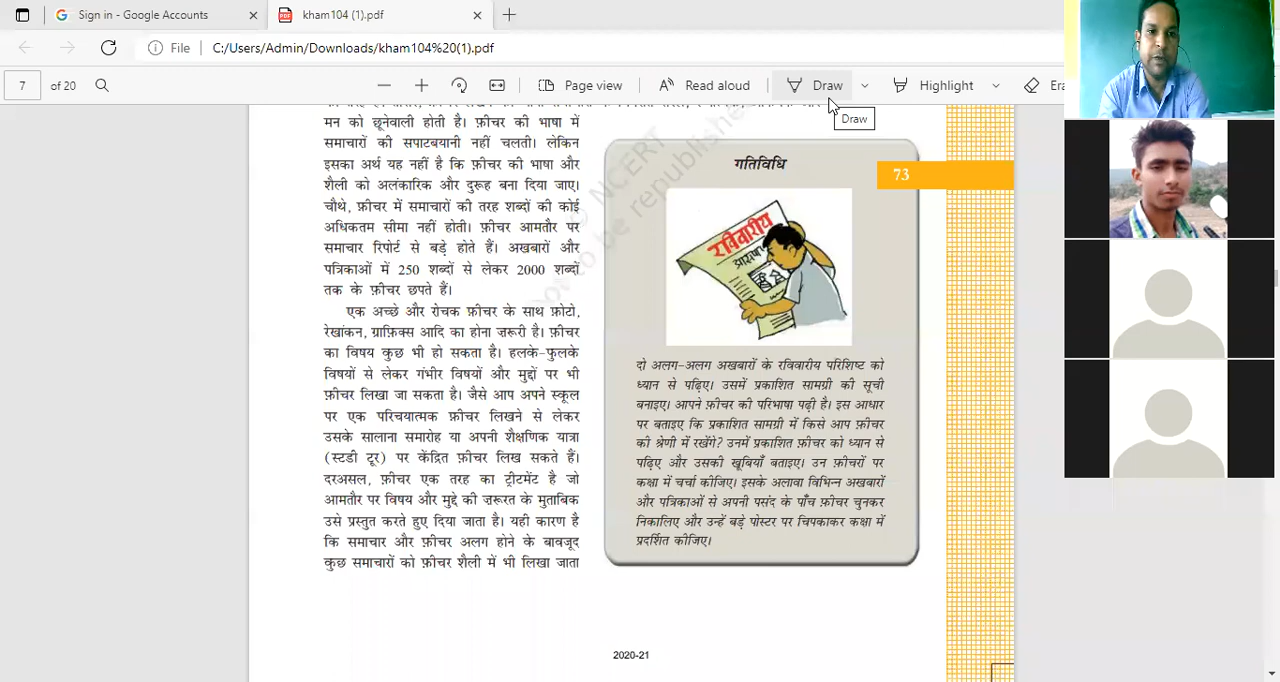 Sign in - Google Accounts
kham104 (1).pdf
File C:/Users/Admin/Downloads/kham104%20(1).pdf
7 of 20 Page view Read aloud Draw Highlight
Draw
मन को छूनेवाली होती है। फ़ीचर की भाषा में
समाचारों की सपाटबयानी नहीं चलती। लेकिन
इसका अर्थ यह नहीं है कि फ़ीचर की भाषा और
शैली को अलंकारिक और दुरूह बना दिया जाए।
चौथे, फ़ीचर में समाचारों की तरह शब्दों की कोई
अधिकतम सीमा नहीं होती। फ़ीचर आमतौर पर
समाचार रिपोर्ट से बड़े होते हैं। अखबारों और
पत्रिकाओं में 250 शब्दों से लेकर 2000 शब्दों
तक के फ़ीचर छपते हैं।
एक अच्छे और रोचक फ़ीचर के साथ फ़ोटो,
रेखांकन, ग्राफ़िक्स आदि का होना ज़रूरी है। फ़ीचर
का विषय कुछ भी हो सकता है। हलके-फुलके
विषयों से लेकर गंभीर विषयों और मुद्दों पर भी
फ़ीचर लिखा जा सकता है। जैसे आप अपने स्कूल
पर एक परिचयात्मक फ़ीचर लिखने से लेकर
उसके सालाना समारोह या अपनी शैक्षणिक यात्रा
(स्टडी टूर) पर केंद्रित फ़ीचर लिख सकते हैं।
दरअसल, फ़ीचर एक तरह का ट्रीटमेंट है जो
आमतौर पर विषय और मुद्दे की ज़रूरत के मुताबिक
उसे प्रस्तुत करते हुए दिया जाता है। यही कारण है
कि समाचार और फ़ीचर अलग होने के बावजूद
कुछ समाचारों को फ़ीचर शैली में भी लिखा जाता
गतिविधि
73
रविवारीय
दो अलग-अलग अखबारों के रविवारीय परिशिष्ट को
ध्यान से पढ़िए। उसमें प्रकाशित सामग्री की सूची
बनाइए। आपने फ़ीचर की परिभाषा पढ़ी है। इस आधार
पर बताइए कि प्रकाशित सामग्री में किसे आप फ़ीचर
की श्रेणी में रखेंगे? उनमें प्रकाशित फ़ीचर को ध्यान से
पढ़िए और उसकी खूबियाँ बताइए। उन फ़ीचरों पर
कक्षा में चर्चा कीजिए। इसके अलावा विभिन्न अखबारों
और पत्रिकाओं से अपनी पसंद के पाँच फ़ीचर चुनकर
निकालिए और उन्हें बड़े पोस्टर पर चिपकाकर कक्षा में
प्रदर्शित कीजिए।
2020-21